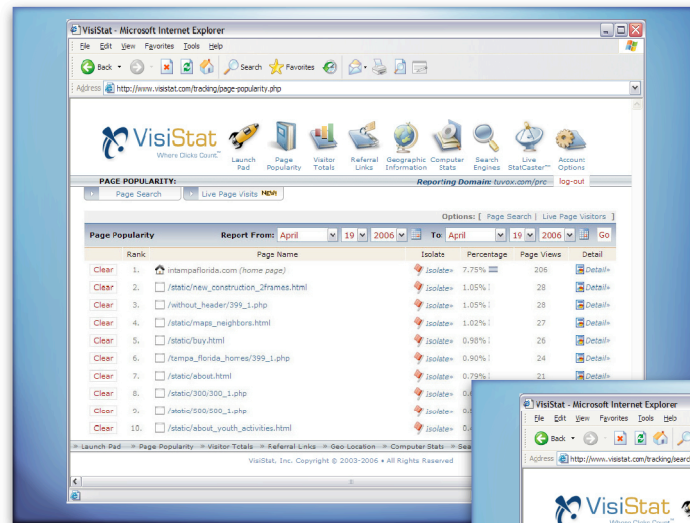 VisiStat - Microsoft Internet Explorer
File Edit View Favorites Tools Help
Back Search Favorites
Address http://www.visistat.com/tracking/page-popularity.php
VisiStat
Where Clicks Count™
Launch Pad
Page Popularity
Visitor Totals
Referral Links
Geographic Information
Computer Stats
Search Engines
Live StatCaster™
Account Options
PAGE POPULARITY: Reporting Domain: tuvox.com/prc log-out
Page Search Live Page Visits NEW!
Options: [ Page Search | Live Page Visitors ]
Page Popularity Report From: April 19 2006 To April 19 2006 Go
Rank Page Name Isolate Percentage Page Views Detail
Clear 1. intampaflorida.com (home page) Isolate» 7.75% 206 Detail»
Clear 2. /static/new_construction_2frames.html Isolate» 1.05% 28 Detail»
Clear 3. /without_header/399_1.php Isolate» 1.05% 28 Detail»
Clear 4. /static/maps_neighbors.html Isolate» 1.02% 27 Detail»
Clear 5. /static/buy.html Isolate» 0.98% 26 Detail»
Clear 6. /tampa_florida_homes/399_1.php Isolate» 0.90% 24 Detail»
Clear 7. /static/about.html Isolate» 0.79% 21 Detail»
Clear 8. /static/300/300_1.php Isolate»
Clear 9. /static/500/500_1.php Isolate»
Clear 10. /static/about_youth_activities.html Isolate»
» Launch Pad » Page Popularity » Visitor Totals » Referral Links » Geo Location » Computer Stats » Sea
VisiStat, Inc. Copyright © 2003-2006 • All Rights Reserved
VisiStat - Microsoft Internet Explorer
File Edit View Favorites Tools Help
Back
Address http://www.visistat.com/tracking/search
VisiStat
Where Clicks Count™